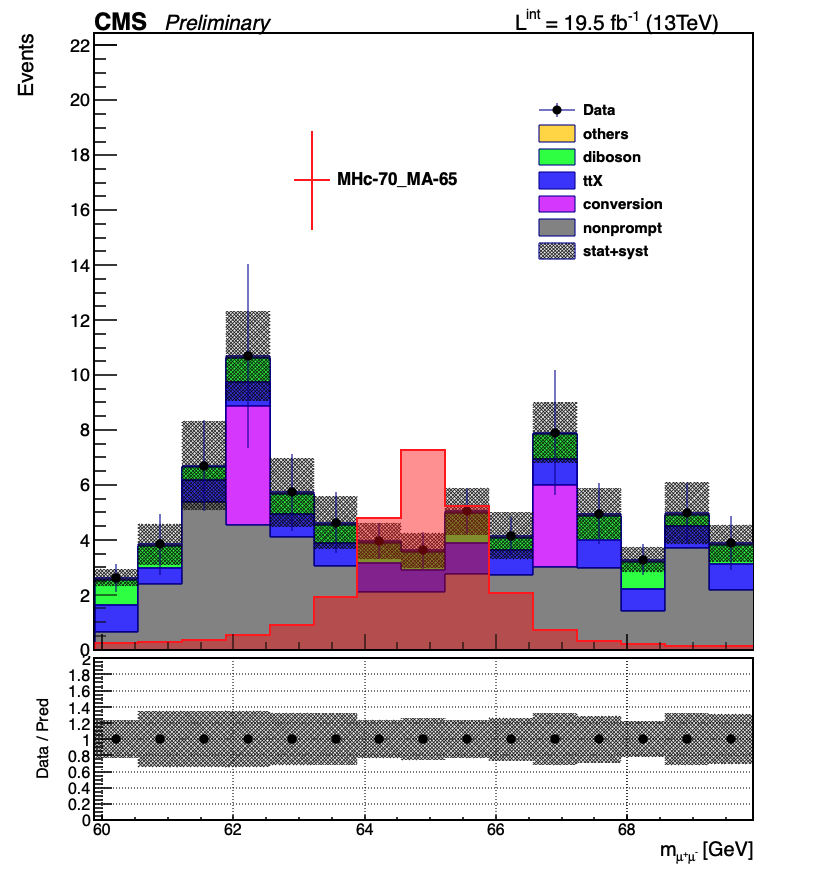 CMS Preliminary L^int = 19.5 fb^-1 (13TeV)
Events
22
20
18
16
14
12
10
8
6
4
2
0
MHc-70_MA-65
Data
others
diboson
ttX
conversion
nonprompt
stat+syst
Data / Pred
2
1.8
1.6
1.4
1.2
1
0.8
0.6
0.4
0.2
0
60 62 64 66 68
m_μ⁺μ⁻ [GeV]